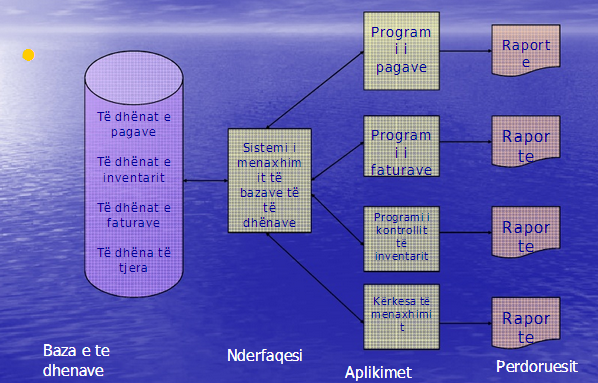 Të dhënat e
pagave
Të dhënat e
inventarit
Të dhënat e
faturave
Të dhëna të
tjera
Sistemi i
menaxhim
it të
bazave të
të
dhënave
Program
i i
pagave
Raport
e
Program
i i
faturave
Rapor
te
Programi i
kontrollit
të
inventarit
Rapor
te
Kërkesa të
menaxhimi
t
Rapor
te
Baza e te
dhenave
Nderfaqesi
Aplikimet
Perdoruesit